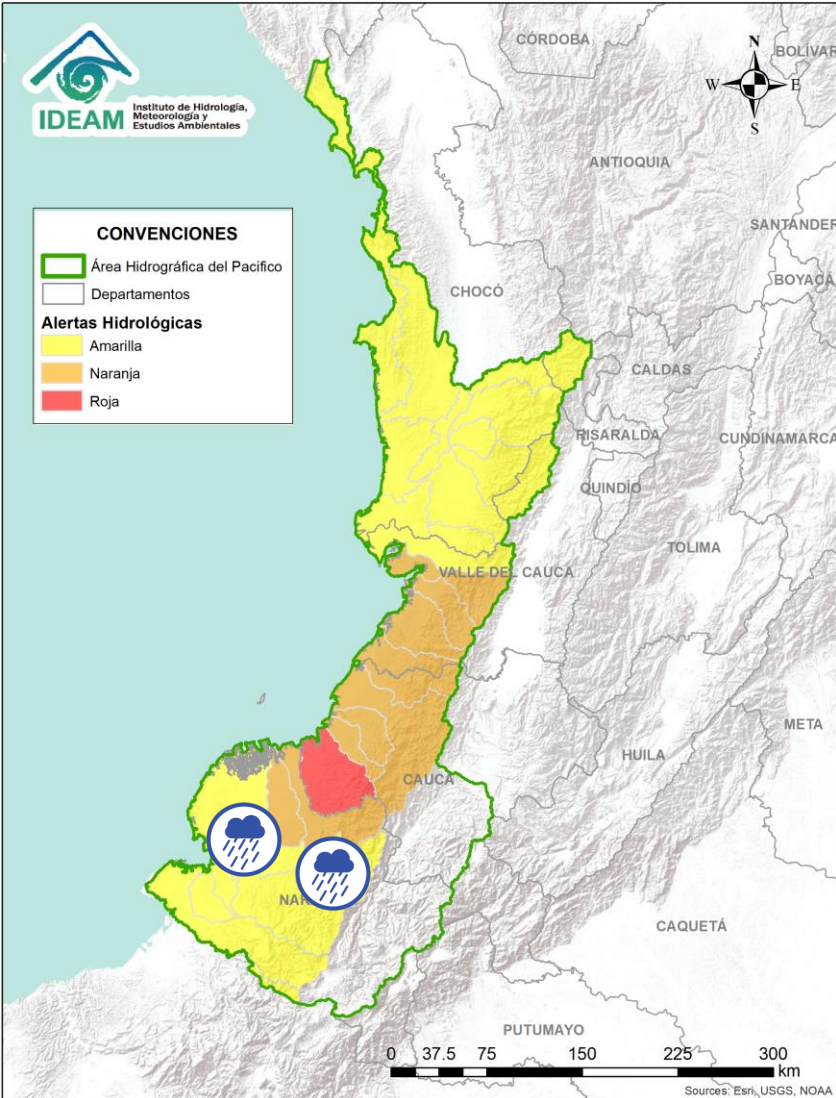 IDEAM
Instituto de Hidrología,
Meteorología y
Estudios Ambientales
CONVENCIONES
Área Hidrográfica del Pacifico
Departamentos
Alertas Hidrológicas
Amarilla
Naranja
Roja
N
W
E
S
CÓRDOBA
BOLÍVAR
ANTIOQUIA
SANTANDER
BOYACÁ
CHOCÓ
CALDAS
RISARALDA
CUNDINAMARCA
QUINDÍO
TOLIMA
VALLE DEL CAUCA
META
HUILA
CAUCA
NAR
CAQUETÁ
PUTUMAYO
0 37.5 75 150 225 300
km
Sources: Esri, USGS, NOAA